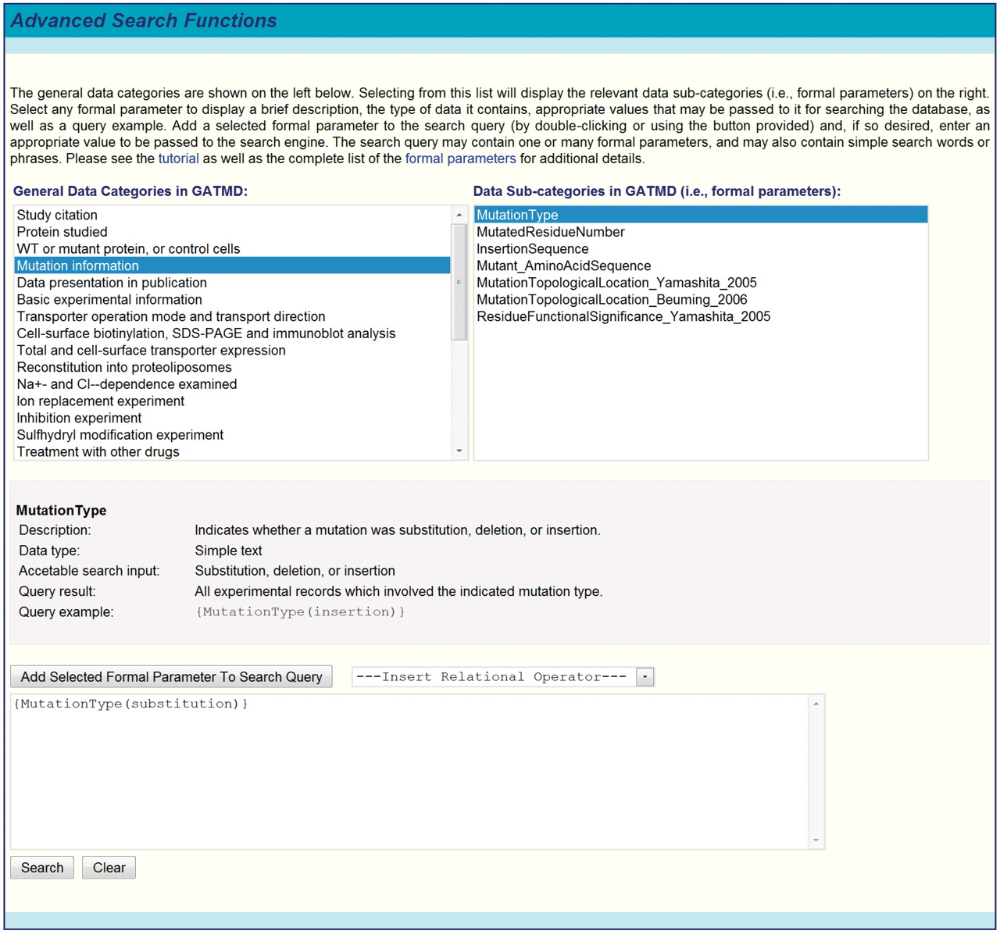 Advanced Search Functions
The general data categories are shown on the left below. Selecting from this list will display the relevant data sub-categories (i.e., formal parameters) on the right.
Select any formal parameter to display a brief description, the type of data it contains, appropriate values that may be passed to it for searching the database, as
well as a query example. Add a selected formal parameter to the search query (by double-clicking or using the button provided) and, if so desired, enter an
appropriate value to be passed to the search engine. The search query may contain one or many formal parameters, and may also contain simple search words or
phrases. Please see the tutorial as well as the complete list of the formal parameters for additional details.
General Data Categories in GATMD:
Study citation
Protein studied
WT or mutant protein, or control cells
Mutation information
Data presentation in publication
Basic experimental information
Transporter operation mode and transport direction
Cell-surface biotinylation, SDS-PAGE and immunoblot analysis
Total and cell-surface transporter expression
Reconstitution into proteoliposomes
Na+- and Cl--dependence examined
Ion replacement experiment
Inhibition experiment
Sulfhydryl modification experiment
Treatment with other drugs
Data Sub-categories in GATMD (i.e., formal parameters):
MutationType
MutatedResidueNumber
InsertionSequence
Mutant_AminoAcidSequence
MutationTopologicalLocation_Yamashita_2005
MutationTopologicalLocation_Beuming_2006
ResidueFunctionalSignificance_Yamashita_2005
MutationType
Description: Indicates whether a mutation was substitution, deletion, or insertion.
Data type: Simple text
Accetable search input: Substitution, deletion, or insertion
Query result: All experimental records which involved the indicated mutation type.
Query example: {MutationType(insertion)}
Add Selected Formal Parameter To Search Query ---Insert Relational Operator---
{MutationType(substitution)}
Search Clear